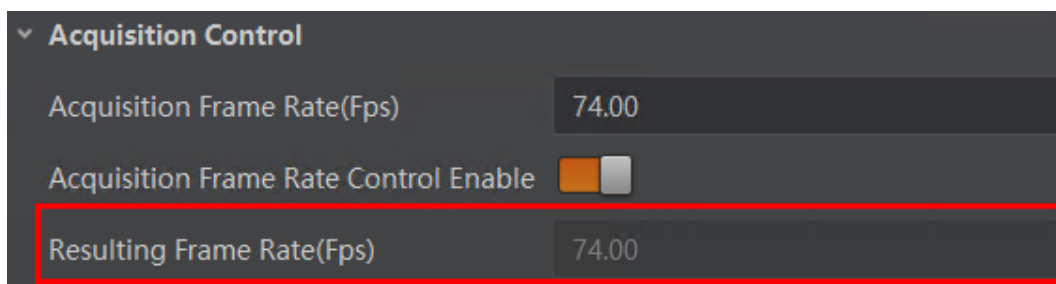 Acquisition Control
Acquisition Frame Rate(Fps) 74.00
Acquisition Frame Rate Control Enable
Resulting Frame Rate(Fps) 74.00